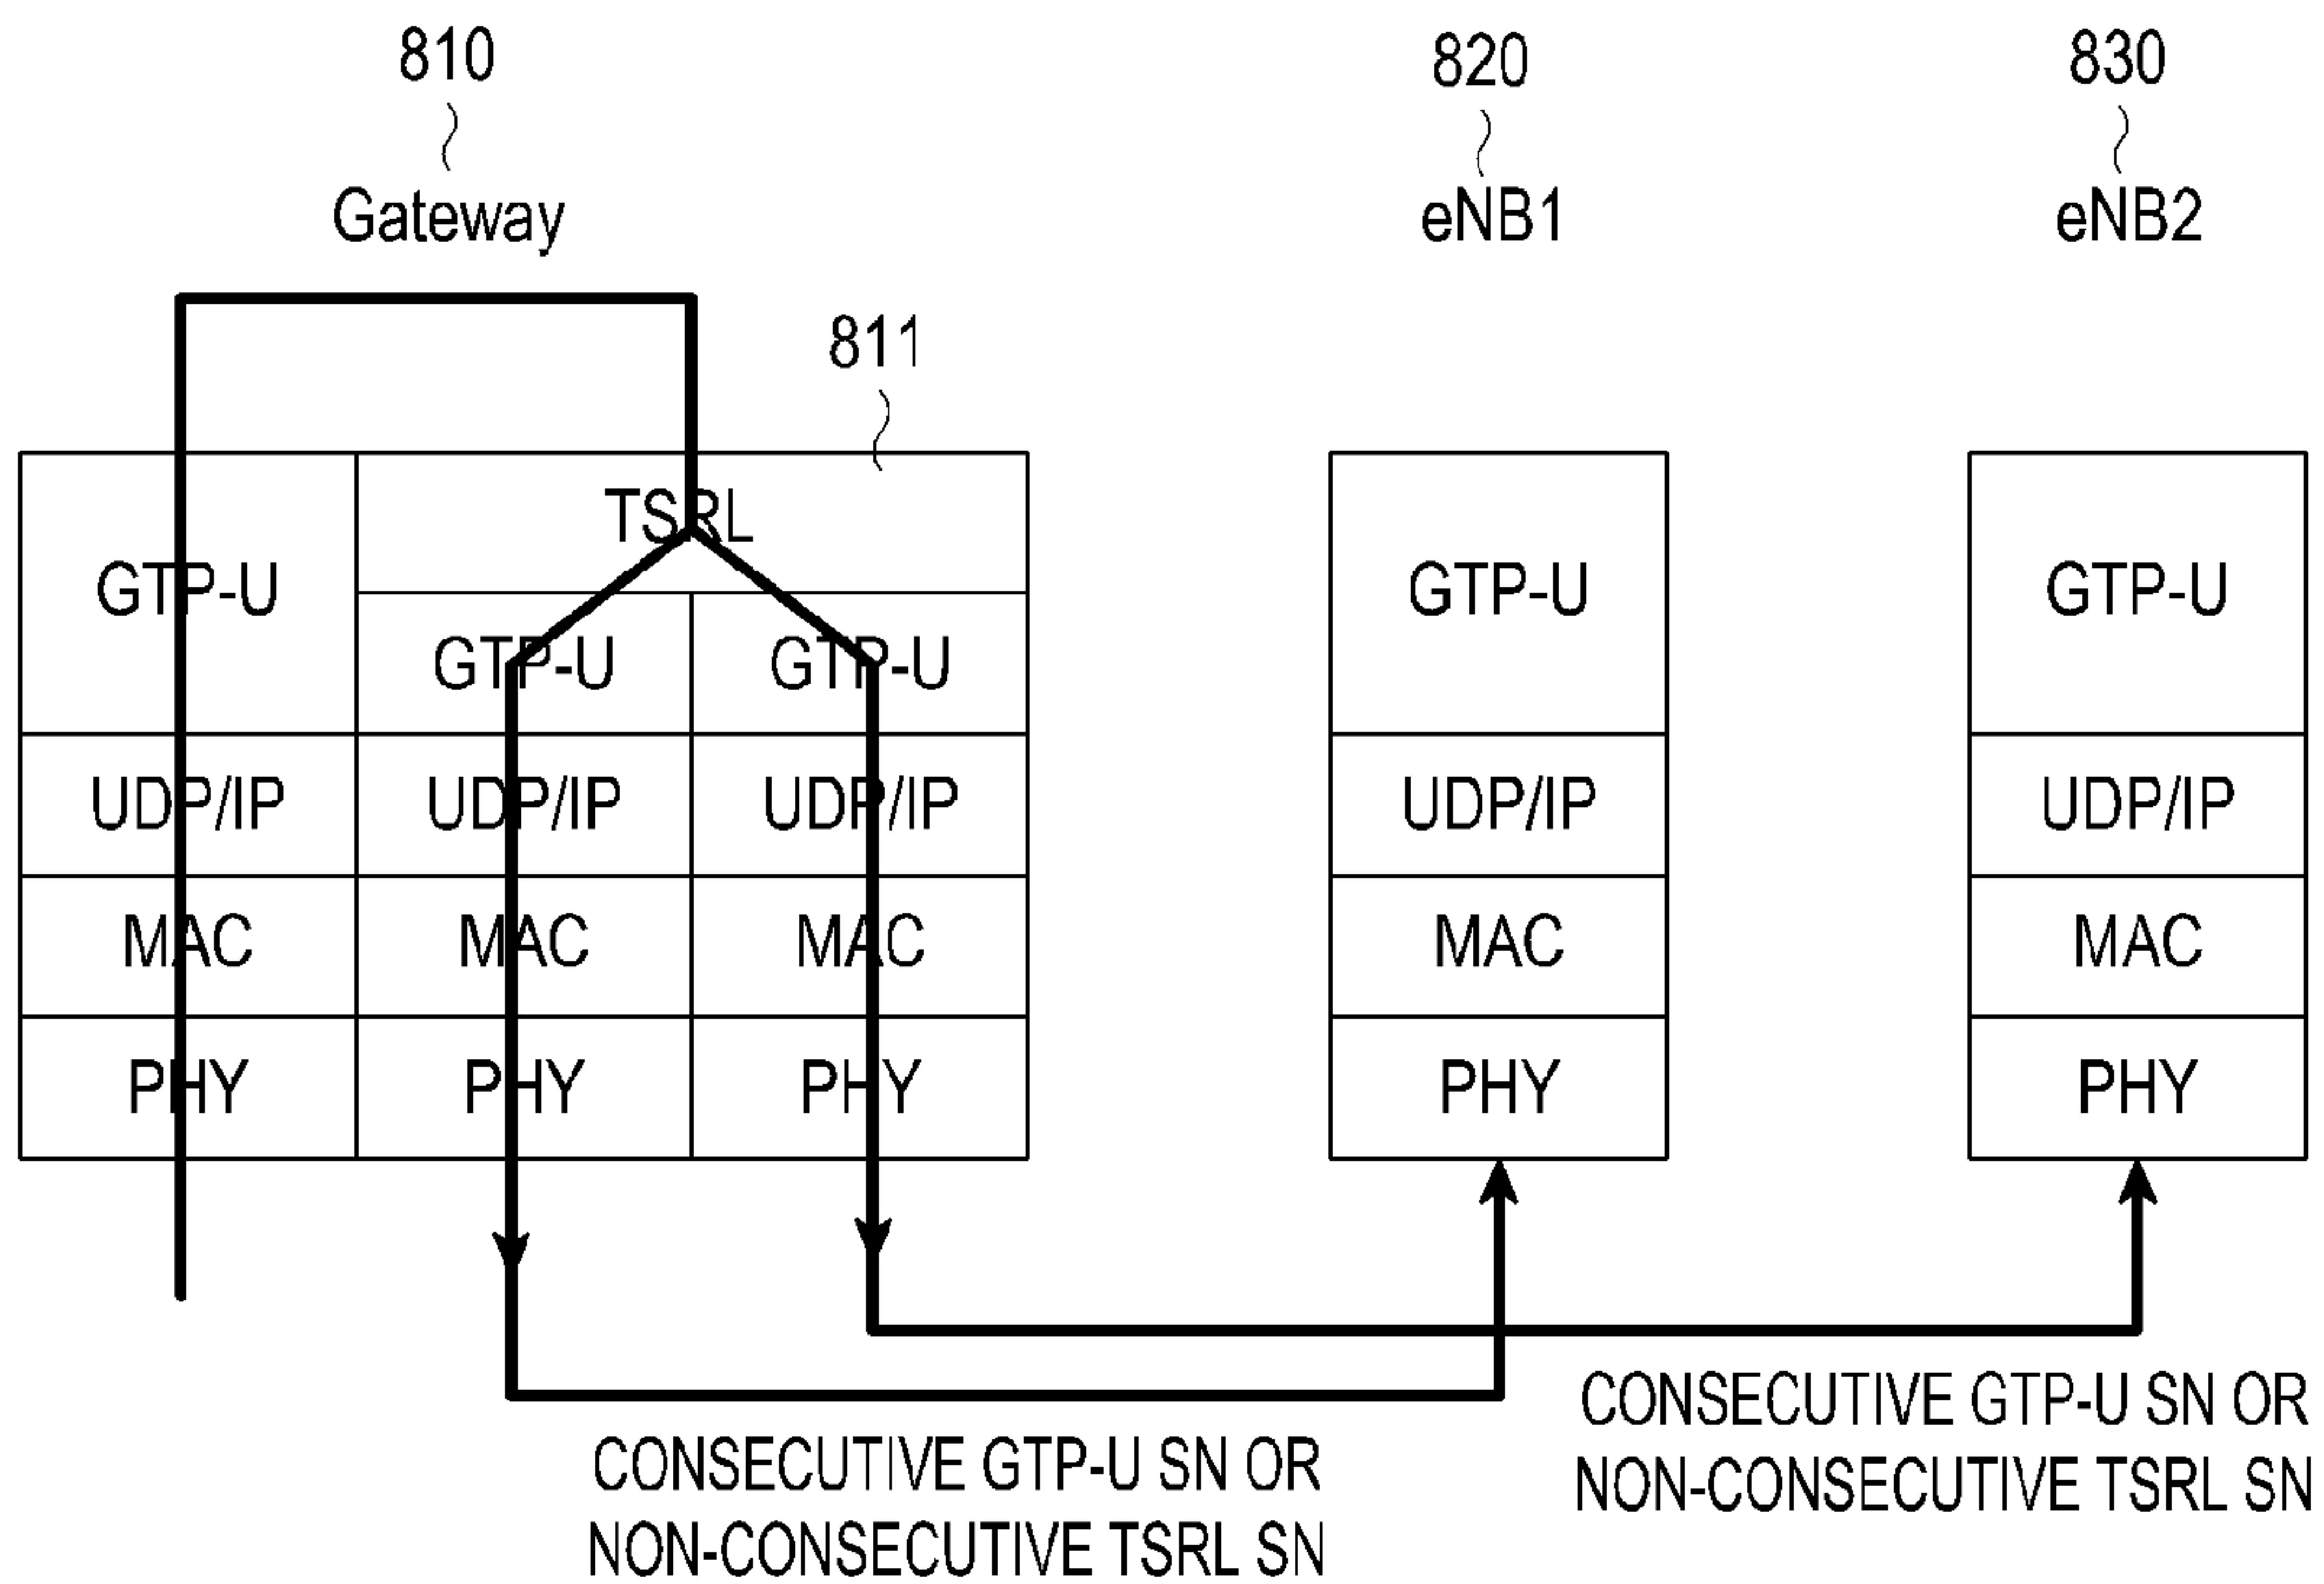 810
820
830
Gateway
eNB1
eNB2
811
TSRL
GTP-U
GTP-U
GTP-U
GTP-U
GTP-U
UDP/IP
UDP/IP
UDP/IP
UDP/IP
UDP/IP
MAC
MAC
MAC
MAC
MAC
PHY
PHY
PHY
PHY
PHY
CONSECUTIVE GTP-U SN OR
NON-CONSECUTIVE TSRL SN
CONSECUTIVE GTP-U SN OR
NON-CONSECUTIVE TSRL SN